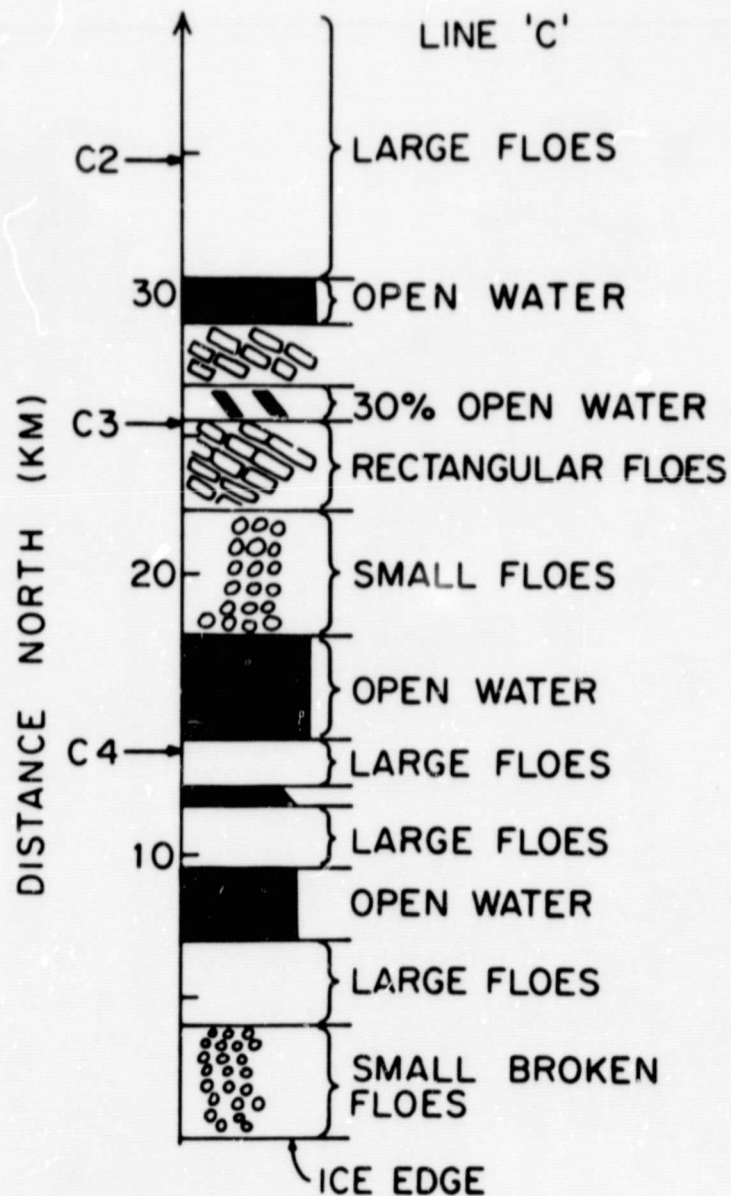 LINE 'C'
C2
LARGE FLOES
30
OPEN WATER
30% OPEN WATER
C3
RECTANGULAR FLOES
20
SMALL FLOES
OPEN WATER
C4
LARGE FLOES
LARGE FLOES
10
OPEN WATER
LARGE FLOES
SMALL BROKEN
FLOES
ICE EDGE
DISTANCE NORTH (KM)